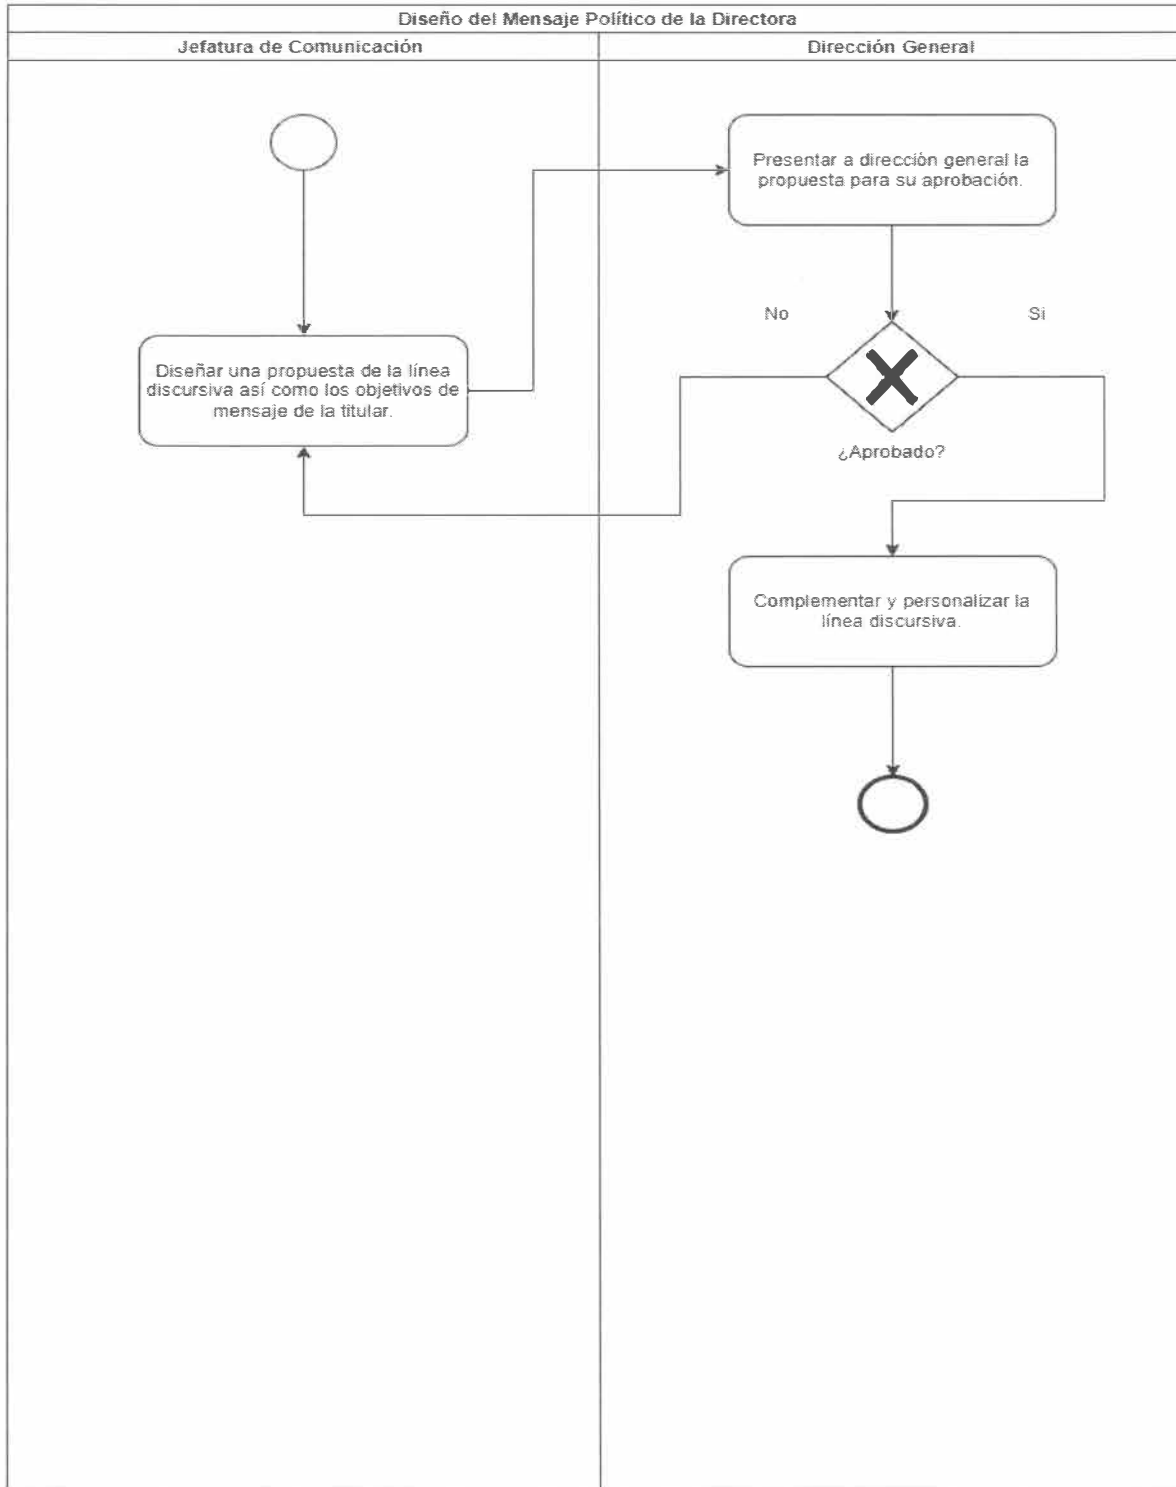 Diseño del Mensaje Político de la Directora
Jefatura de Comunicación
Dirección General
Presentar a dirección general la
propuesta para su aprobación.
No
Si
Diseñar una propuesta de la línea
discursiva así como los objetivos de
mensaje de la titular.
¿Aprobado?
Complementar y personalizar la
línea discursiva.